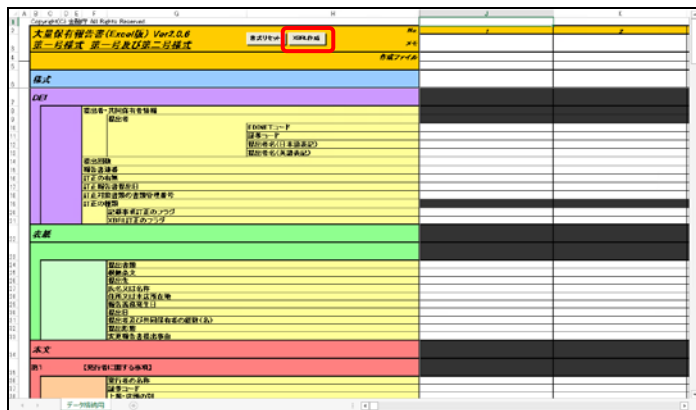 Copyright(C) 金融庁 All Rights Reserved
大量保有報告書(Excel版) Ver2.0.6
第一号様式 第一号及び第二号様式
書式リセット
XBRL作成
No
1
2
メモ
作成ファイル
様式
DEI
提出者・共同保有者情報
提出者
EDINETコード
証券コード
提出者名(日本語表記)
提出者名(英語表記)
提出回数
報告書連番
訂正の有無
訂正報告書提出日
訂正対象書類の書類管理番号
訂正の種類
記載事項訂正のフラグ
XBRL訂正のフラグ
表紙
提出書類
根拠条文
提出先
氏名又は名称
住所又は本店所在地
報告義務発生日
提出日
提出者及び共同保有者の総数(名)
提出形態
変更報告書提出事由
本文
第1
【発行者に関する事項】
発行者の名称
証券コード
上場・店頭の別
データ格納用